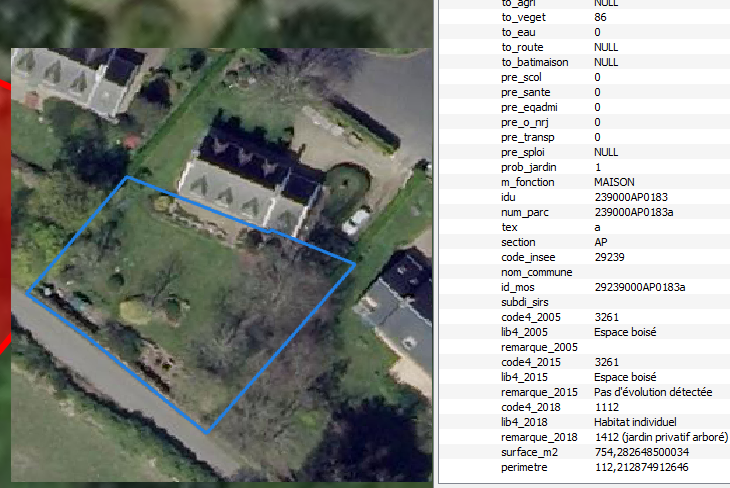 to_agri NULL
to_veget 86
to_eau 0
to_route NULL
to_batimaison NULL
pre_scol 0
pre_sante 0
pre_eqadmi 0
pre_o_nrj 0
pre_transp 0
pre_sploi NULL
prob_jardin 1
m_fonction MAISON
idu 239000AP0183
num_parc 239000AP0183a
tex a
section AP
code_insee 29239
nom_commune
id_mos 29239000AP0183a
subdi_sirs
code4_2005 3261
lib4_2005 Espace boisé
remarque_2005
code4_2015 3261
lib4_2015 Espace boisé
remarque_2015 Pas d'évolution détectée
code4_2018 1112
lib4_2018 Habitat individuel
remarque_2018 1412 (jardin privatif arboré)
surface_m2 754,282648500034
perimetre 112,212874912646